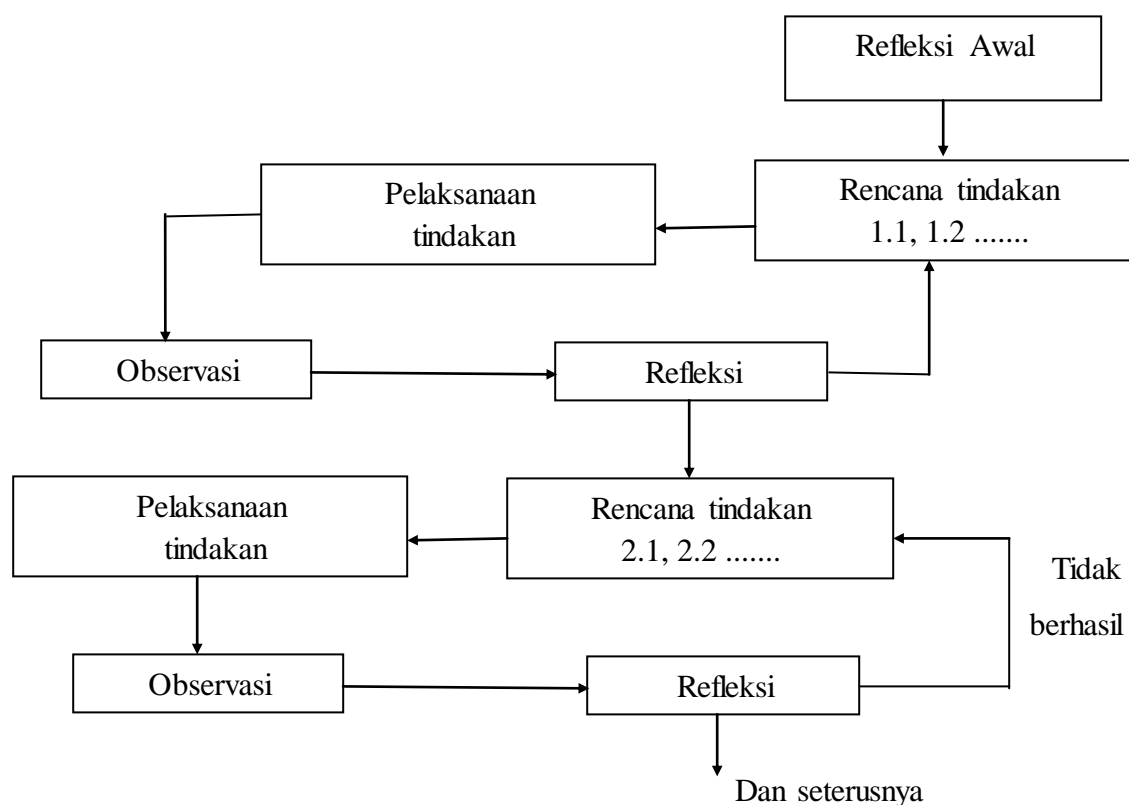 Refleksi Awal
Rencana tindakan
1.1, 1.2 .......
Pelaksanaan
tindakan
Observasi
Refleksi
Rencana tindakan
2.1, 2.2 .......
Pelaksanaan
tindakan
Observasi
Refleksi
Tidak
berhasil
Dan seterusnya